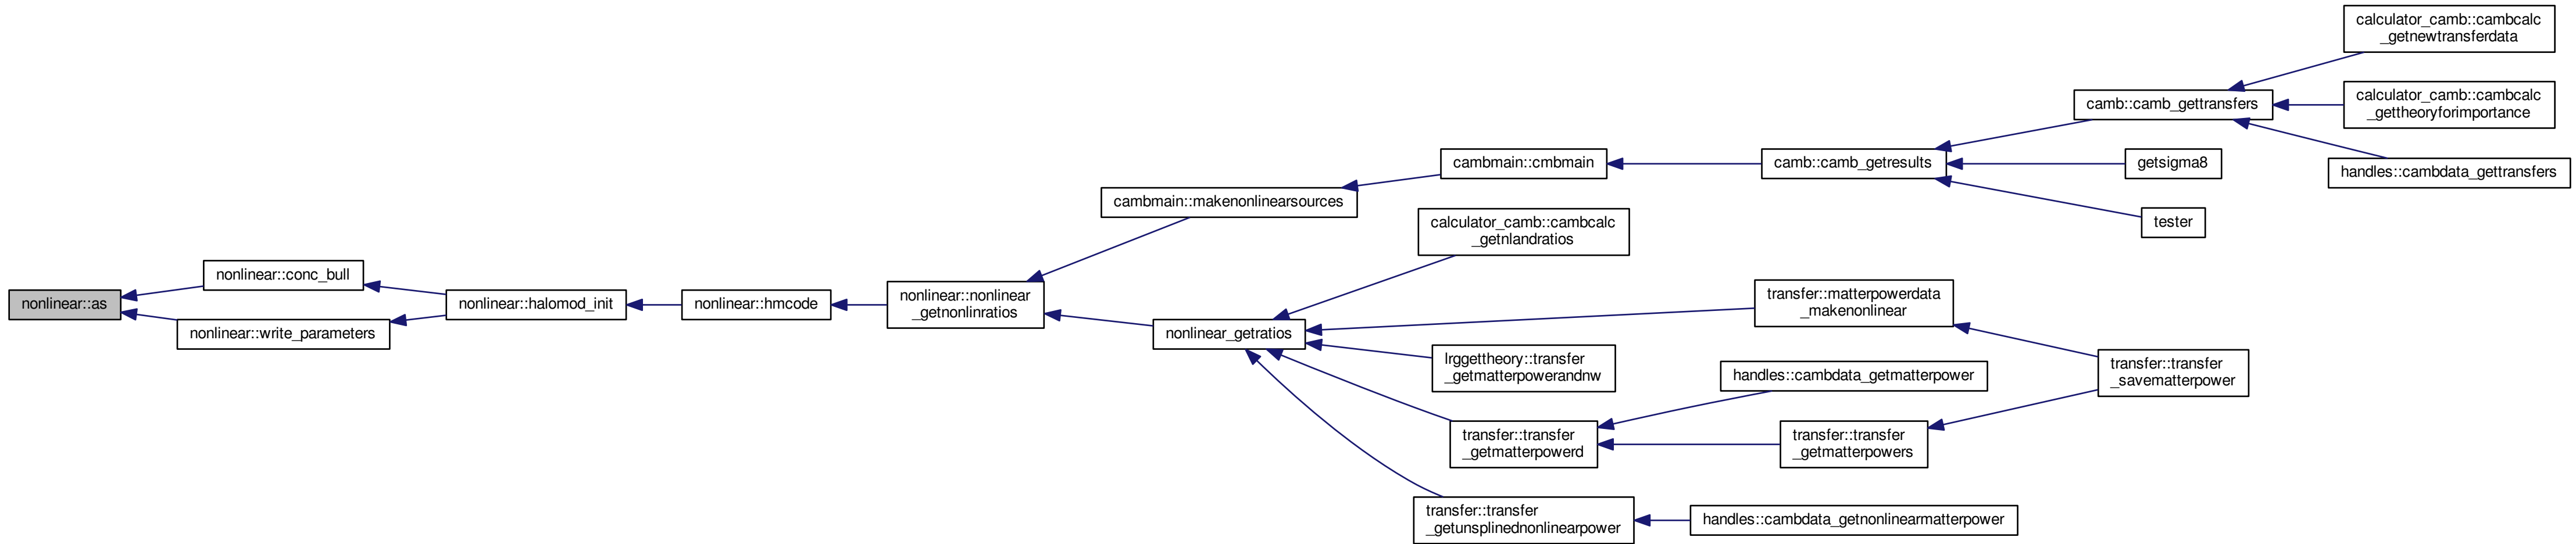 nonlinear::as
nonlinear::conc_bull
nonlinear::write_parameters
nonlinear::halomod_init
nonlinear::hmcode
nonlinear::nonlinear
_getnonlinratios
cambmain::makenonlinearsources
nonlinear_getratios
cambmain::cmbmain
calculator_camb::cambcalc
_getnlandratios
lrggettheory::transfer
_getmatterpowerandnw
transfer::transfer
_getmatterpowerd
transfer::transfer
_getunsplinednonlinearpower
camb::camb_getresults
transfer::matterpowerdata
_makenonlinear
handles::cambdata_getmatterpower
transfer::transfer
_getmatterpowers
handles::cambdata_getnonlinearmatterpower
camb::camb_gettransfers
getsigma8
tester
transfer::transfer
_savematterpower
calculator_camb::cambcalc
_getnewtransferdata
calculator_camb::cambcalc
_gettheoryforimportance
handles::cambdata_gettransfers